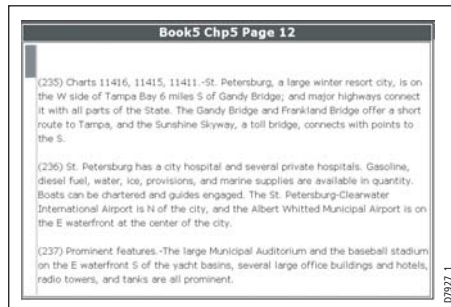 Book5 Chp5 Page 12
(235) Charts 11416, 11415, 11411.-St. Petersburg, a large winter resort city, is on
the W side of Tampa Bay 6 miles S of Gandy Bridge; and major highways connect
it with all parts of the State. The Gandy Bridge and Frankland Bridge offer a short
route to Tampa, and the Sunshine Skyway, a toll bridge, connects with points to
the S.
(236) St. Petersburg has a city hospital and several private hospitals. Gasoline,
diesel fuel, water, ice, provisions, and marine supplies are available in quantity.
Boats can be chartered and guides engaged. The St. Petersburg-Clearwater
International Airport is N of the city, and the Albert Whitted Municipal Airport is on
the E waterfront at the center of the city.
(237) Prominent features.-The large Municipal Auditorium and the baseball stadium
on the E waterfront S of the yacht basins, several large office buildings and hotels,
radio towers, and tanks are all prominent.
D7927_1